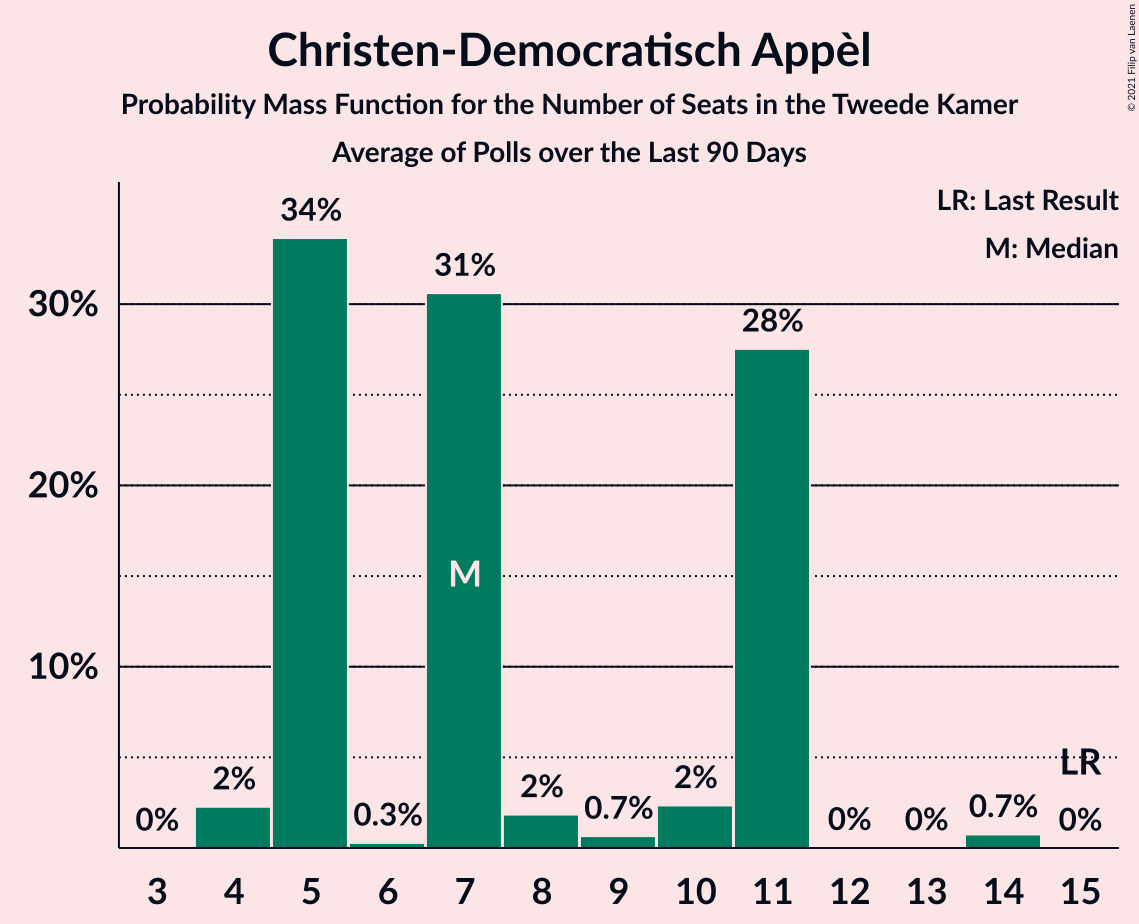 Christen-Democratisch Appèl
Probability Mass Function for the Number of Seats in the Tweede Kamer
Average of Polls over the Last 90 Days
© 2021 Filip van Laenen
LR: Last Result
M: Median
34%
31%
30%
28%
20%
M
10%
LR
0%
2%
0.3%
2%
0.7%
2%
0%
0%
0.7%
0%
3 4 5 6 7 8 9 10 11 12 13 14 15